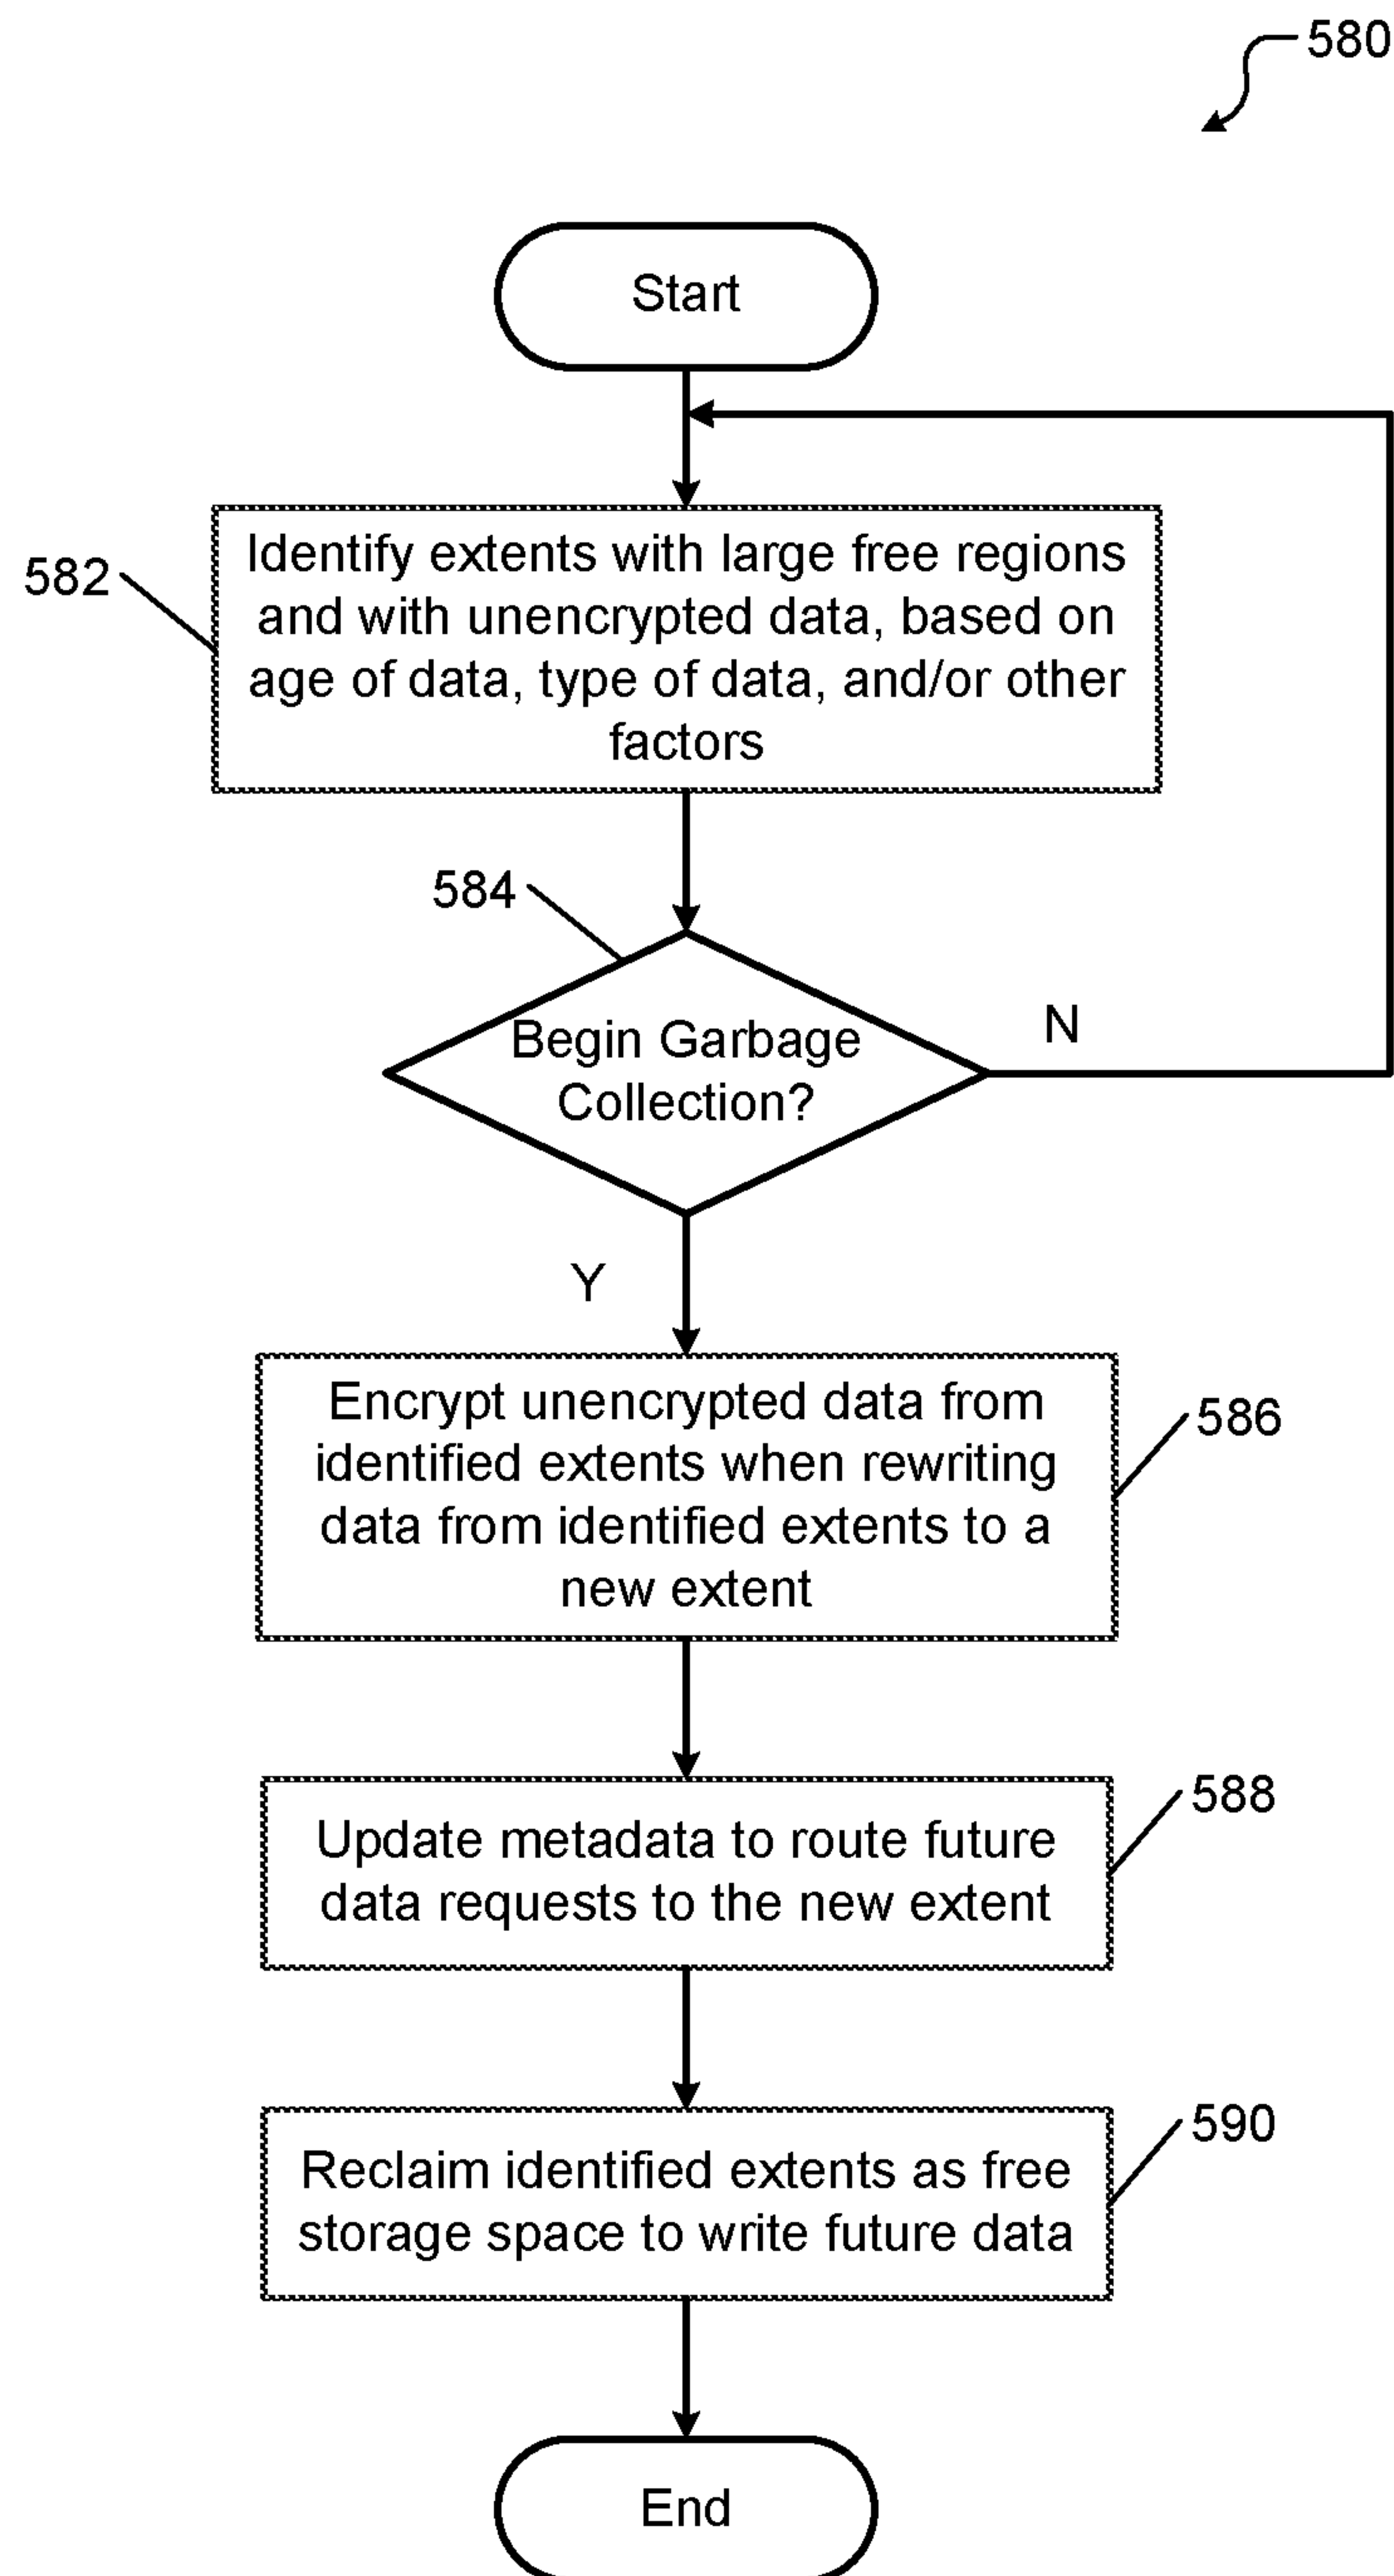 580
Start
582
Identify extents with large free regions
and with unencrypted data, based on
age of data, type of data, and/or other
factors
584
Begin Garbage
Collection?
N
Y
Encrypt unencrypted data from
identified extents when rewriting
data from identified extents to a
new extent
586
Update metadata to route future
data requests to the new extent
588
Reclaim identified extents as free
storage space to write future data
590
End